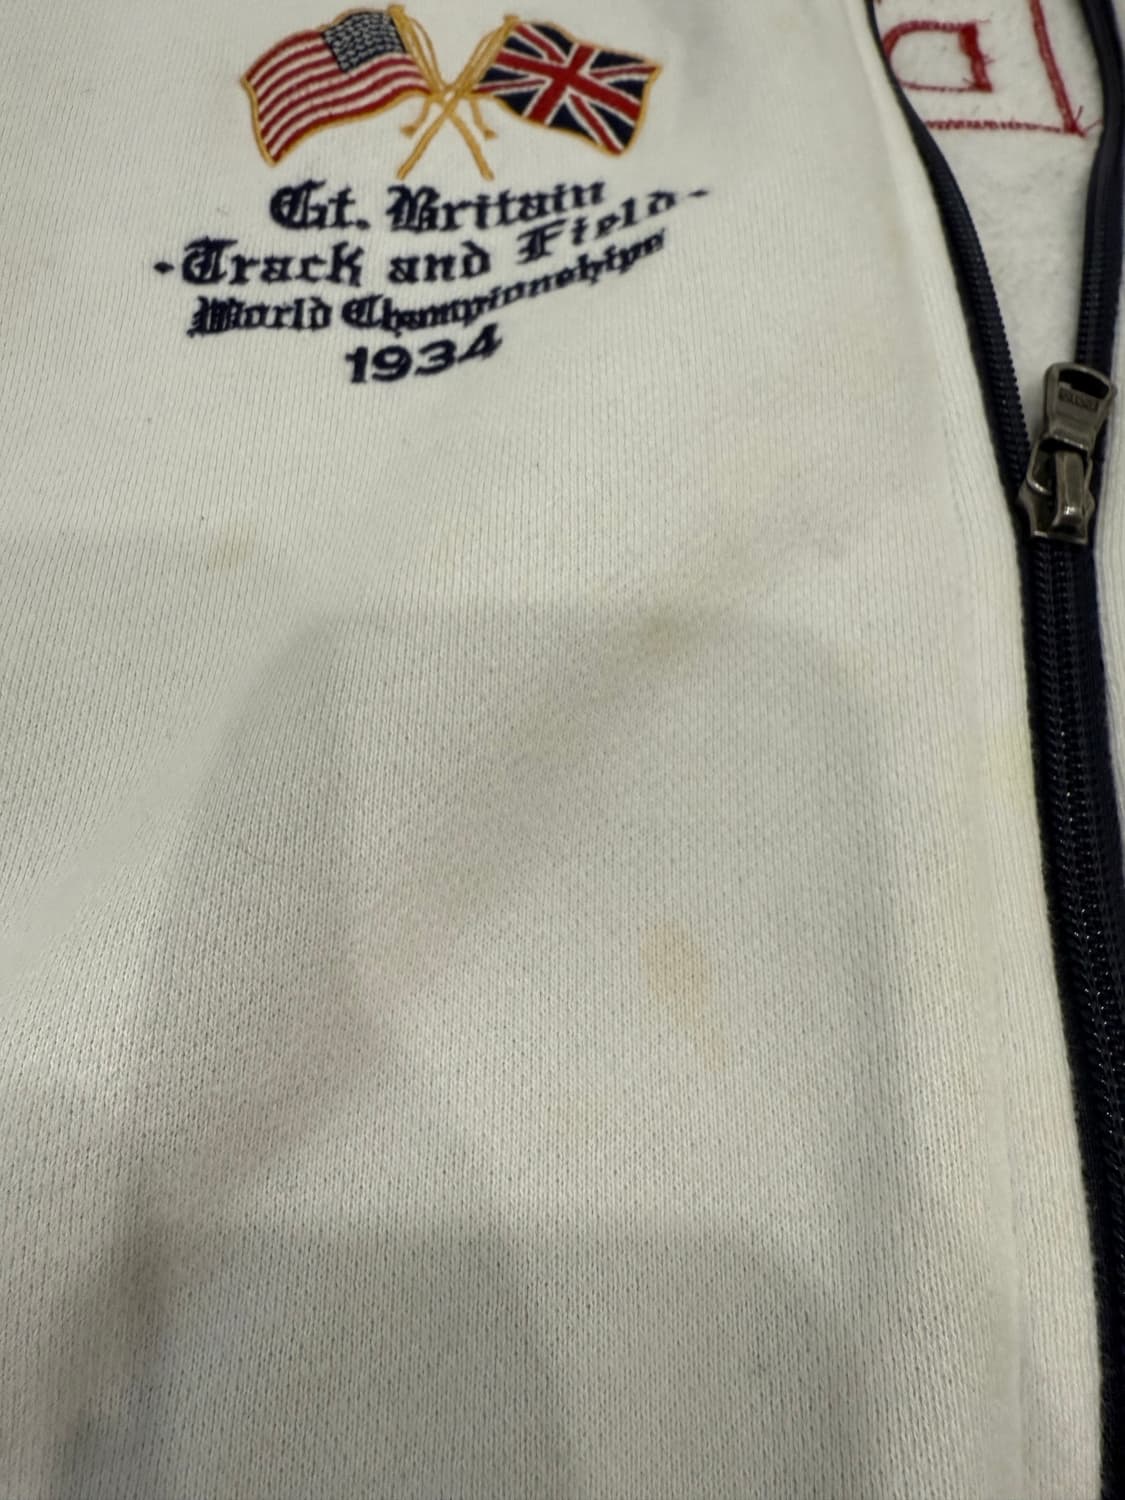 Gt. Britain
-Track and Field-
World Championships
1934